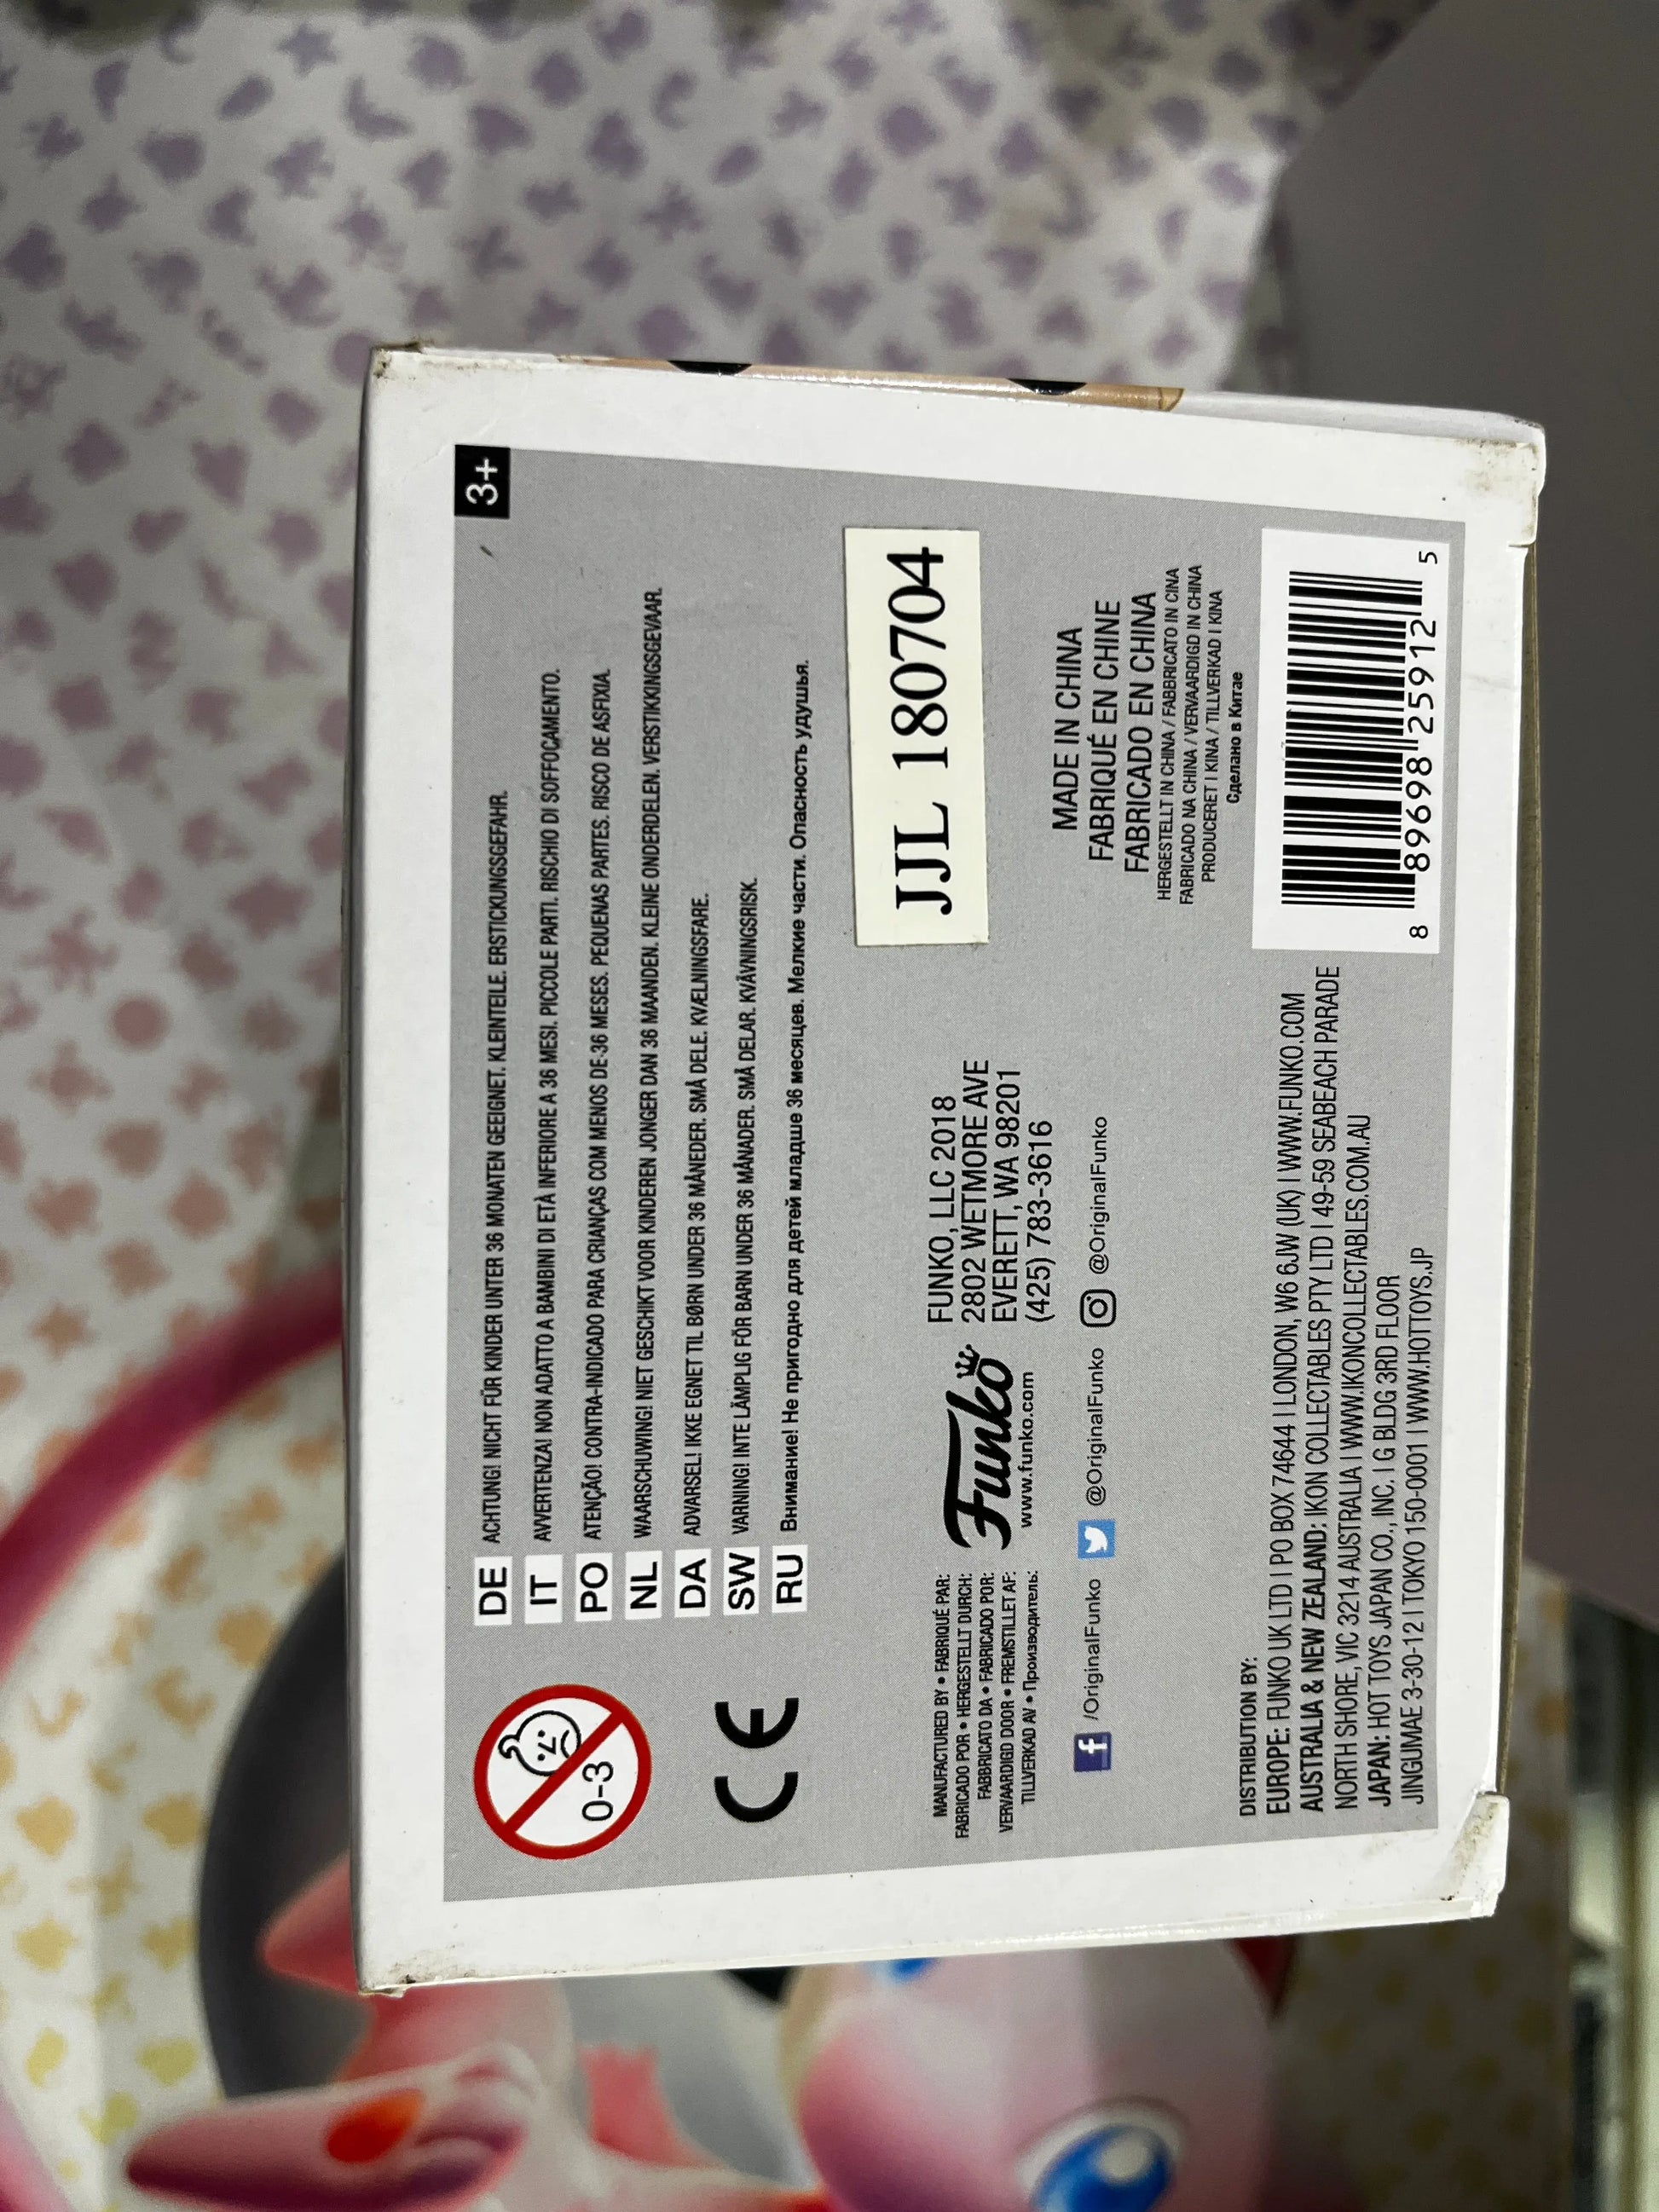 3+
0-3
DE ACHTUNG! NICHT FÜR KINDER UNTER 36 MONATEN GEEIGNET. KLEINTEILE. ERSTICKUNGSGEFAHR.
IT AVVERTENZA! NON ADATTO A BAMBINI DI ETÀ INFERIORE A 36 MESI. PICCOLE PARTI. RISCHIO DI SOFFOCAMENTO.
PO ATENÇÃO! CONTRA-INDICADO PARA CRIANÇAS COM MENOS DE 36 MESES. PEQUENAS PARTES. RISCO DE ASFIXIA.
NL WAARSCHUWING! NIET GESCHIKT VOOR KINDEREN JONGER DAN 36 MAANDEN. KLEINE ONDERDELEN. VERSTIKKINGSGEVAAR.
DA ADVARSEL! IKKE EGNET TIL BØRN UNDER 36 MÅNEDER. SMÅ DELE. KVÆLNINGSFARE.
SW VARNING! INTE LÄMPLIG FÖR BARN UNDER 36 MÅNADER. SMÅ DELAR. KVÄVNINGSRISK.
RU Внимание! Не пригодно для детей младше 36 месяцев. Мелкие части. Опасность удушья.
CE
JJL 180704
MANUFACTURED BY • FABRIQUÉ PAR:
FABRICADO POR • HERGESTELLT DURCH:
FABBRICATO DA • FABRICADO POR:
VERVAARDIGD DOOR • FREMSTILLET AF:
TILLVERKAD AV • Производитель:
Funko
www.funko.com
FUNKO, LLC 2018
2802 WETMORE AVE
EVERETT, WA 98201
(425) 783-3616
/OriginalFunko @OriginalFunko @OriginalFunko
MADE IN CHINA
FABRIQUÉ EN CHINE
FABRICADO EN CHINA
HERGESTELLT IN CHINA / FABBRICATO IN CINA
FABRICADO NA CHINA / VERVAARDIGD IN CHINA
PRODUCERET I KINA / TILLVERKAD I KINA
Сделано в Китае
DISTRIBUTION BY:
EUROPE: FUNKO UK LTD | PO BOX 74644 | LONDON, W6 6JW (UK) | WWW.FUNKO.COM
AUSTRALIA & NEW ZEALAND: IKON COLLECTABLES PTY LTD | 49-59 SEABEACH PARADE
NORTH SHORE, VIC 3214 AUSTRALIA | WWW.IKONCOLLECTABLES.COM.AU
JAPAN: HOT TOYS JAPAN CO., INC. | G BLDG 3RD FLOOR
JINGUMAE 3-30-12 | TOKYO 150-0001 | WWW.HOTTOYS.JP
8 89698 25912 5